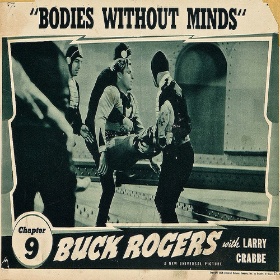 "BODIES WITHOUT MINDS"
Chapter
9
BUCK ROGERS
with LARRY
CRABBE
A NEW UNIVERSAL PICTURE